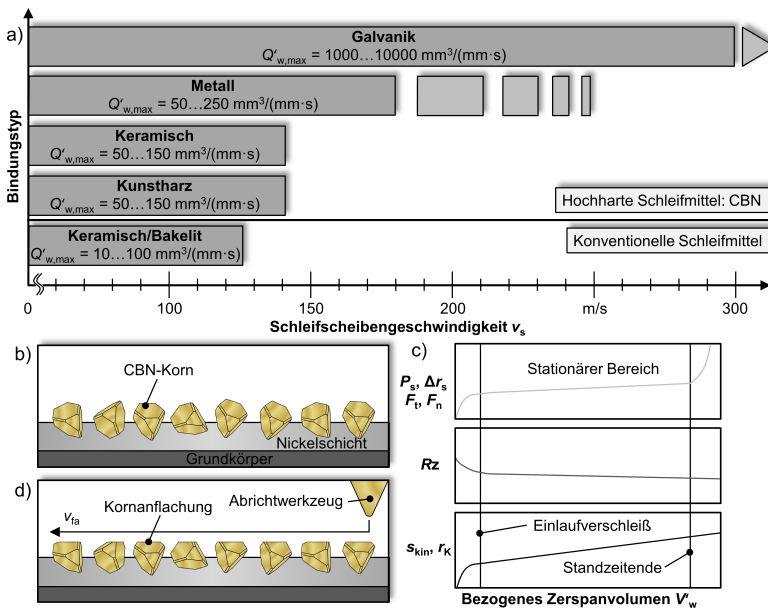 a)
Bindungstyp
Galvanik
Q‘w,max = 1000…10000 mm³/(mm·s)
Metall
Q‘w,max = 50…250 mm³/(mm·s)
Keramisch
Q‘w,max = 50…150 mm³/(mm·s)
Kunstharz
Q‘w,max = 50…150 mm³/(mm·s)
Hochharte Schleifmittel: CBN
Keramisch/Bakelit
Q‘w,max = 10…100 mm³/(mm·s)
Konventionelle Schleifmittel
0 100 150 200 m/s 300
Schleifscheibengeschwindigkeit vs
b)
CBN-Korn
Nickelschicht
Grundkörper
c)
Stationärer Bereich
Ps, Δrs
Ft, Fn
Rz
Einlaufverschleiß
skin, rK
Standzeitende
Bezogenes Zerspanvolumen V‘w
d)
Abrichtwerkzeug
Kornanflachung
vfa